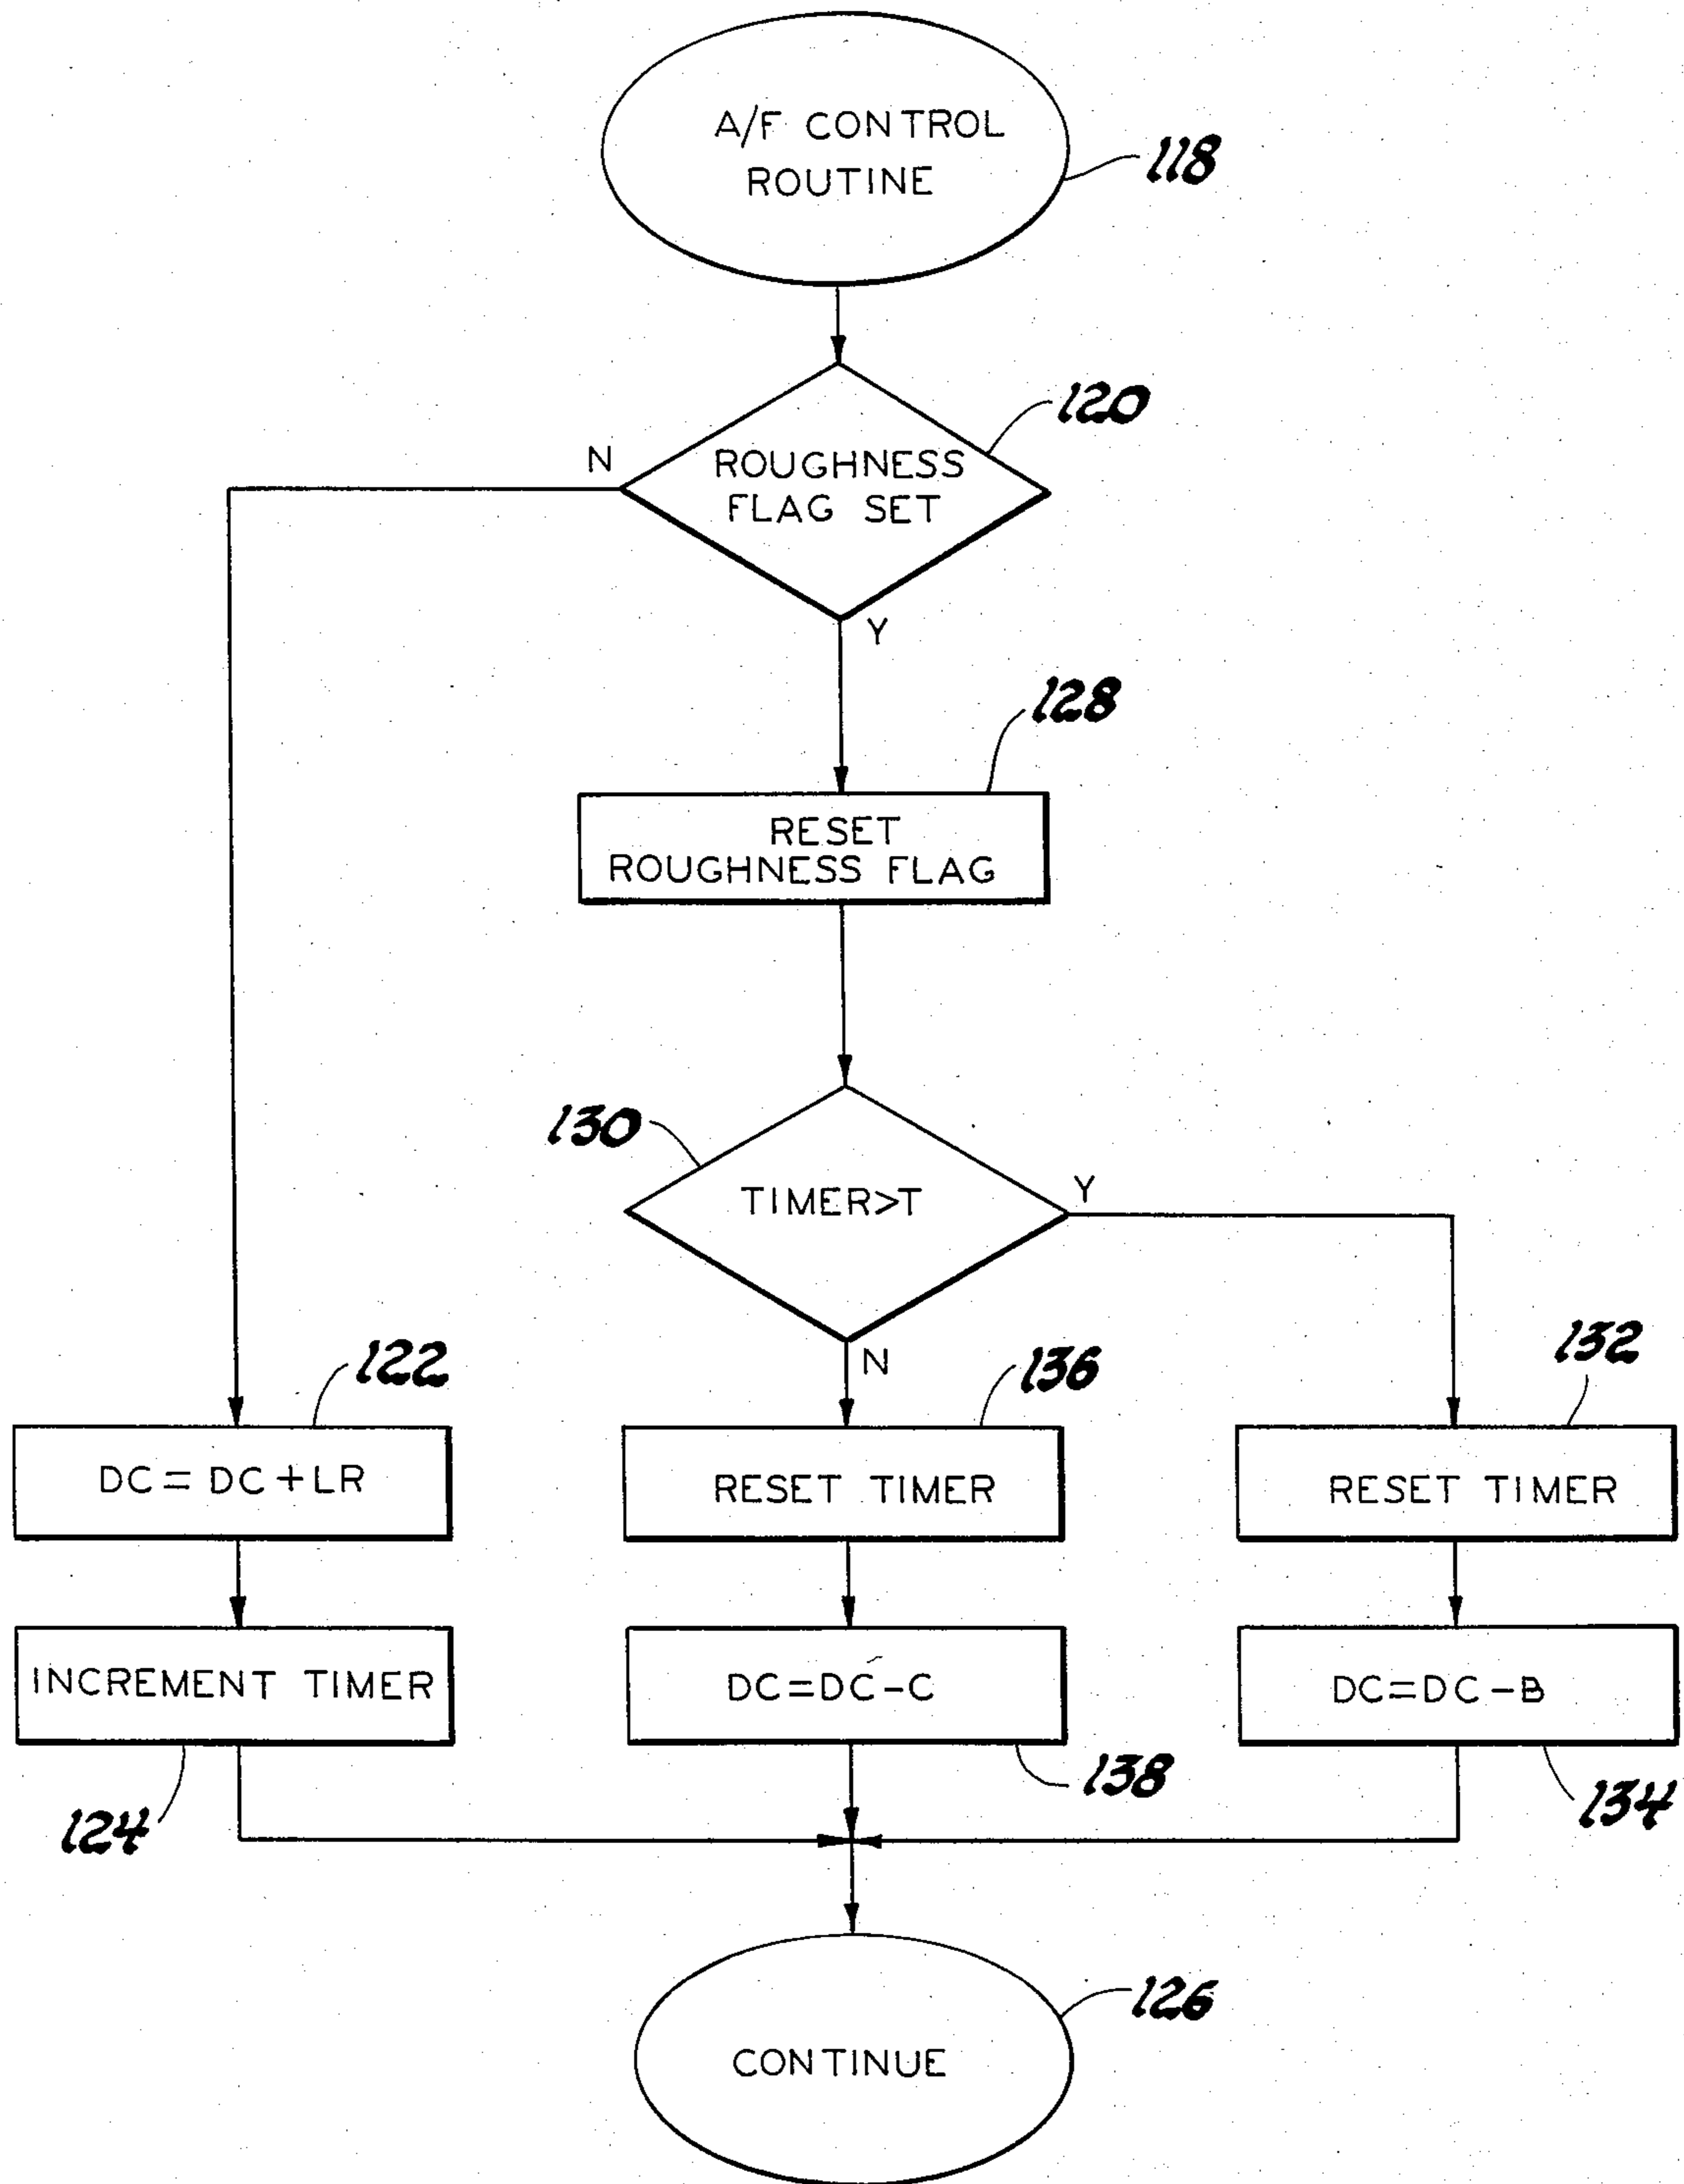 A/F CONTROL
ROUTINE
118
120
N
ROUGHNESS
FLAG SET
Y
128
RESET
ROUGHNESS FLAG
130
TIMER>T
Y
N
122
136
132
DC = DC + LR
RESET TIMER
RESET TIMER
INCREMENT TIMER
DC=DC-C
DC=DC-B
124
138
134
126
CONTINUE